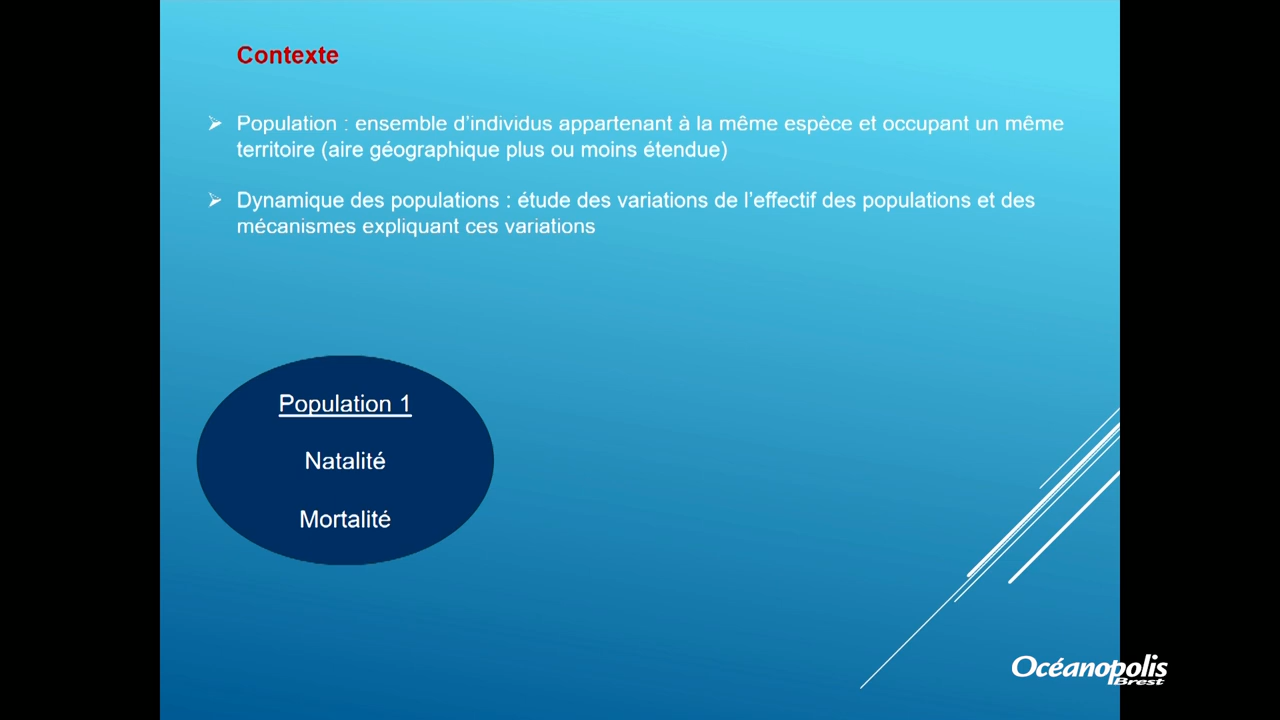 Contexte
Population : ensemble d’individus appartenant à la même espèce et occupant un même
territoire (aire géographique plus ou moins étendue)
Dynamique des populations : étude des variations de l’effectif des populations et des
mécanismes expliquant ces variations
Population 1
Natalité
Mortalité
Océanopolis
Brest